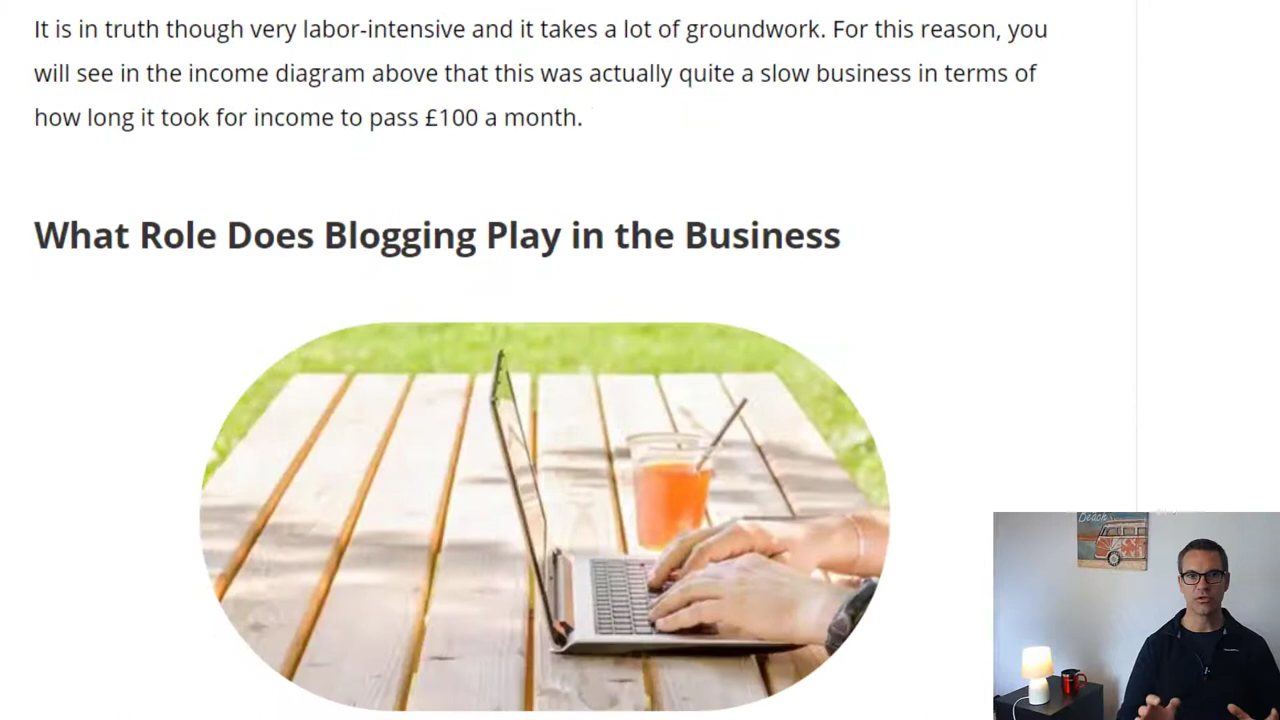 It is in truth though very labor-intensive and it takes a lot of groundwork. For this reason, you
will see in the income diagram above that this was actually quite a slow business in terms of
how long it took for income to pass £100 a month.
What Role Does Blogging Play in the Business
Beach